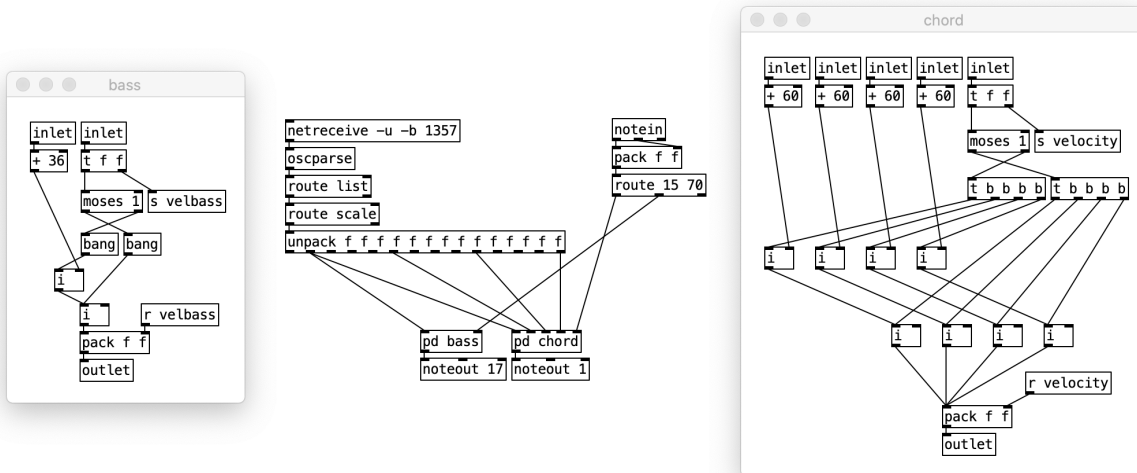 bass
inlet
inlet
+ 36
t f f
moses 1
s velbass
bang
bang
i
i
r velbass
pack f f
outlet
netreceive -u -b 1357
oscparse
route list
route scale
unpack f f f f f f f f f f f f f f
notein
pack f f
route 15 70
pd bass
pd chord
noteout 17
noteout 1
chord
inlet
inlet
inlet
inlet
inlet
+ 60
+ 60
+ 60
+ 60
t f f
moses 1
s velocity
t b b b b
t b b b b
i
i
i
i
i
i
i
i
r velocity
pack f f
outlet